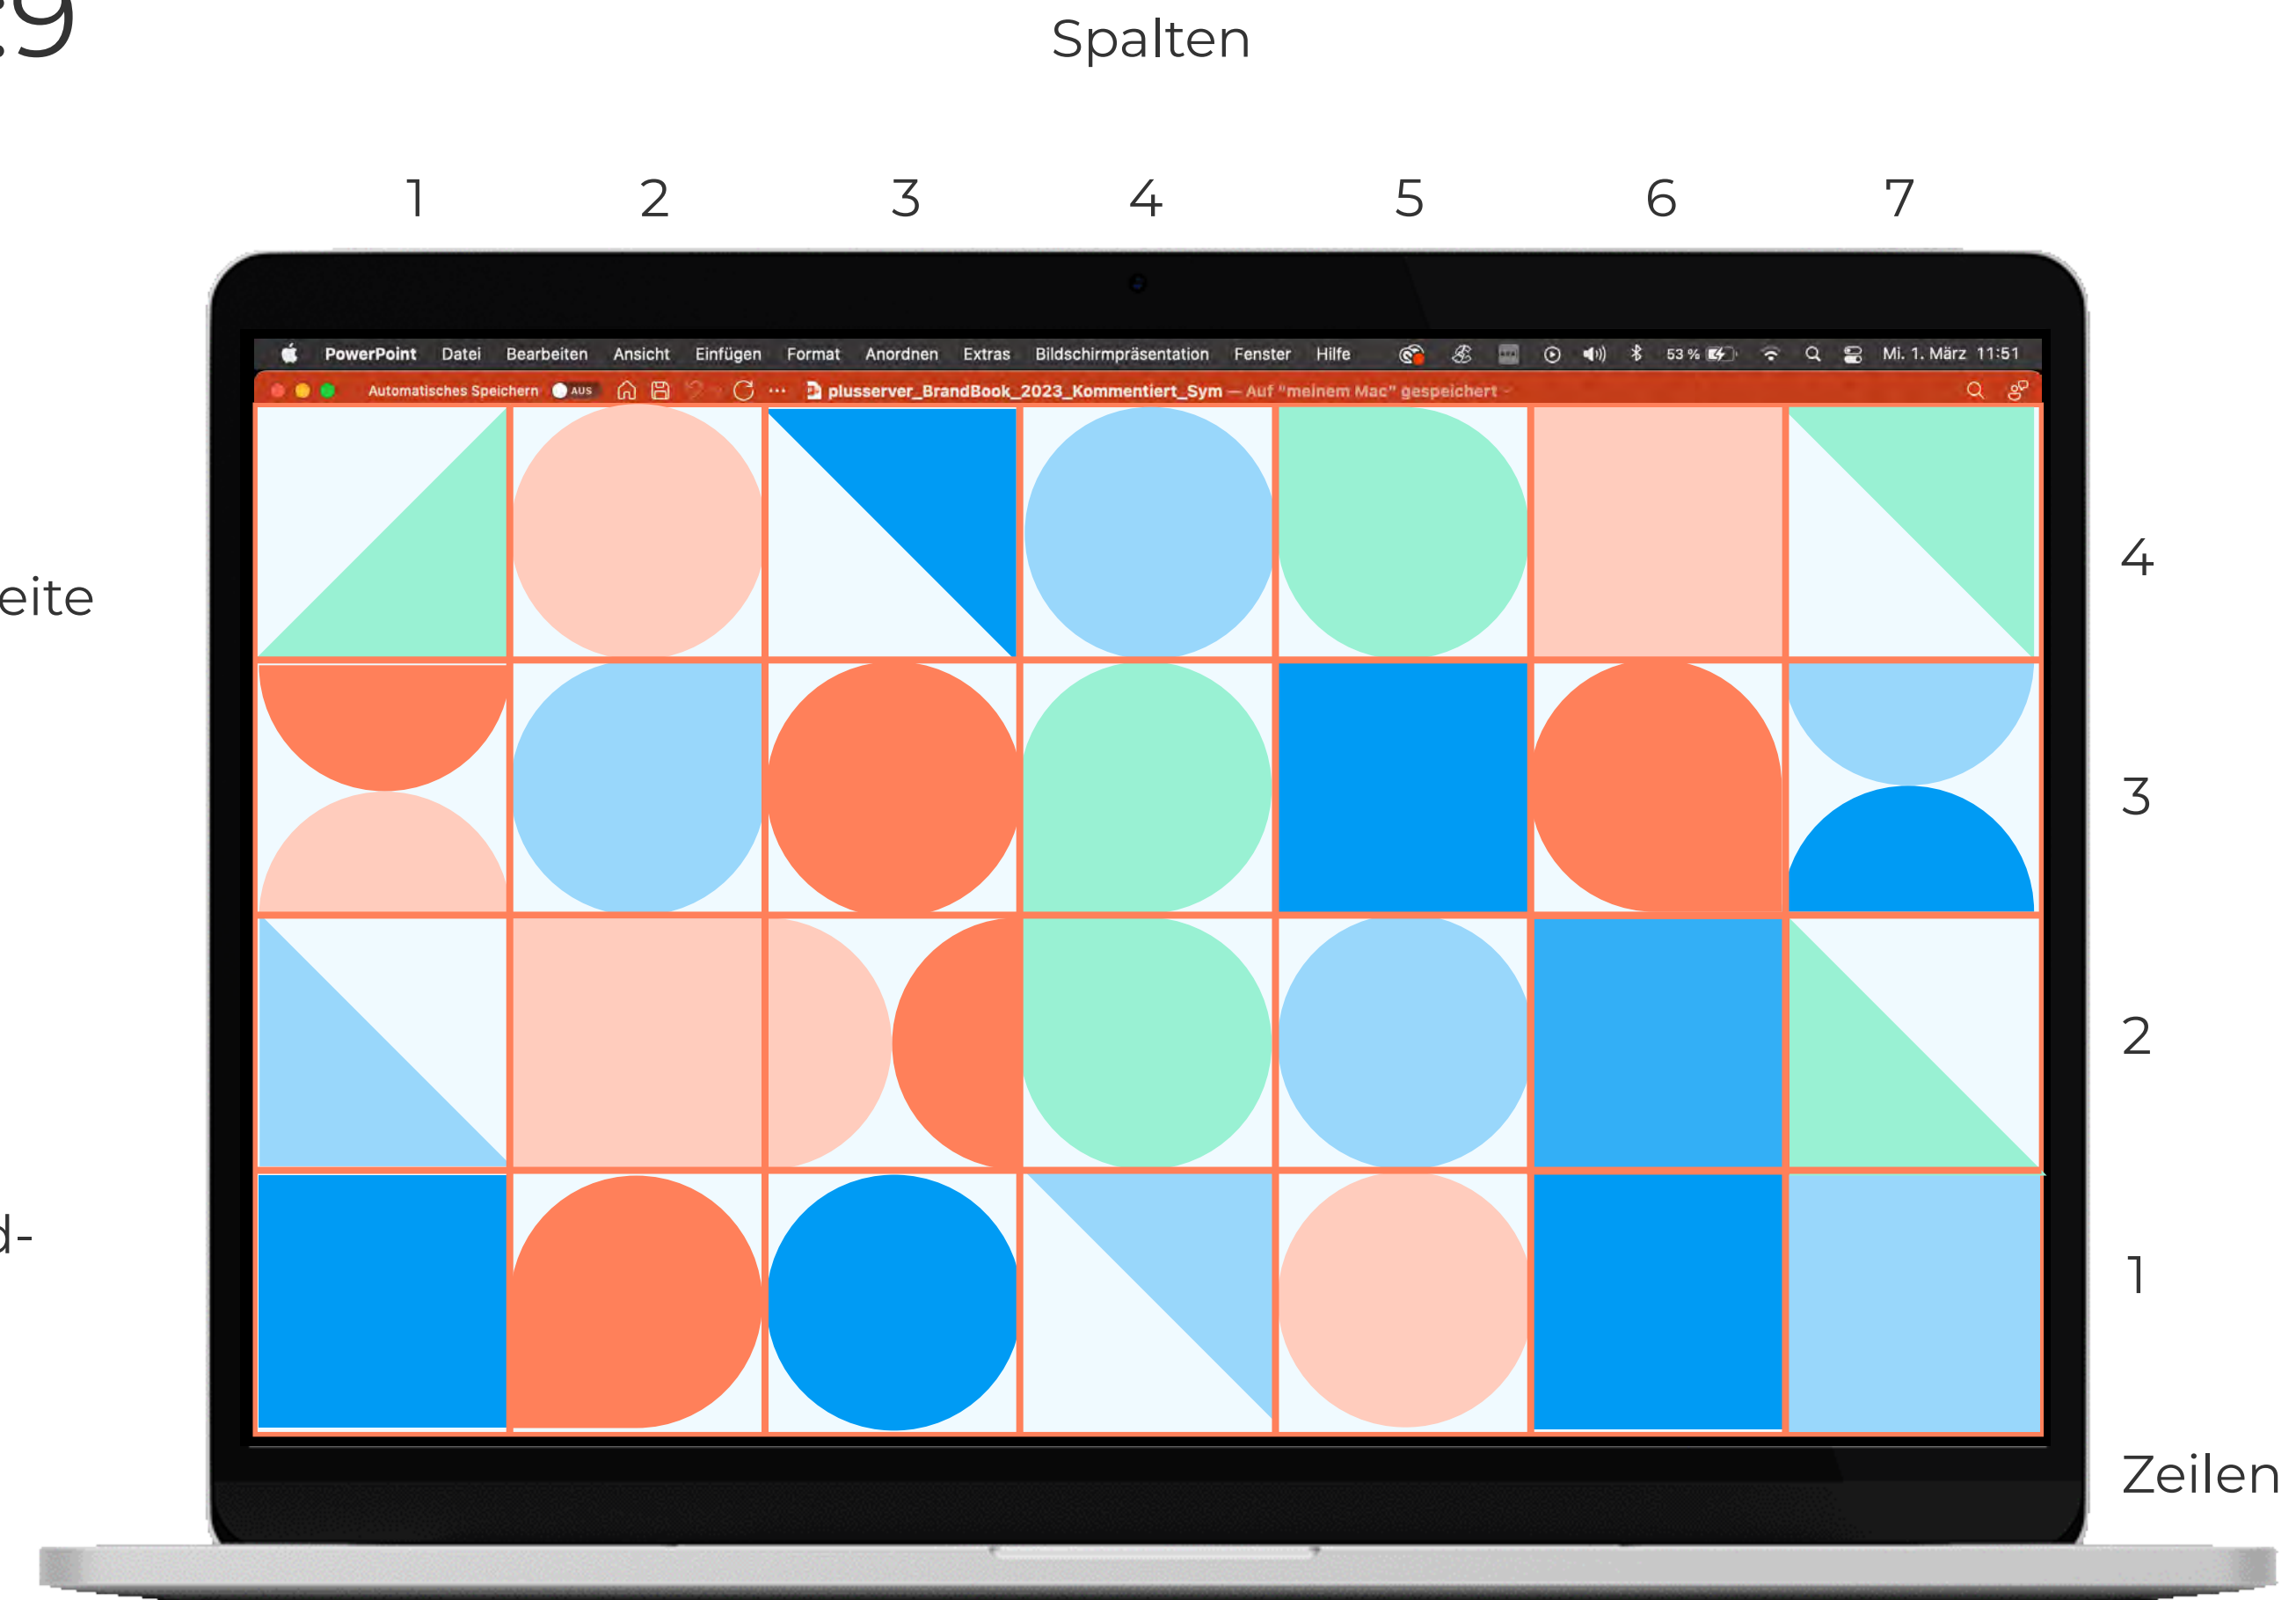 :9
Spalten
1 2 3 4 5 6 7
PowerPoint Datei Bearbeiten Ansicht Einfügen Format Anordnen Extras Bildschirmpräsentation Fenster Hilfe 53 % Mi. 1. März 11:51
Automatisches Speichern AUS ... plusserver_BrandBook_2023_Kommentiert_Sym — Auf “meinem Mac” gespeichert
4
eite
3
2
d-
1
Zeilen